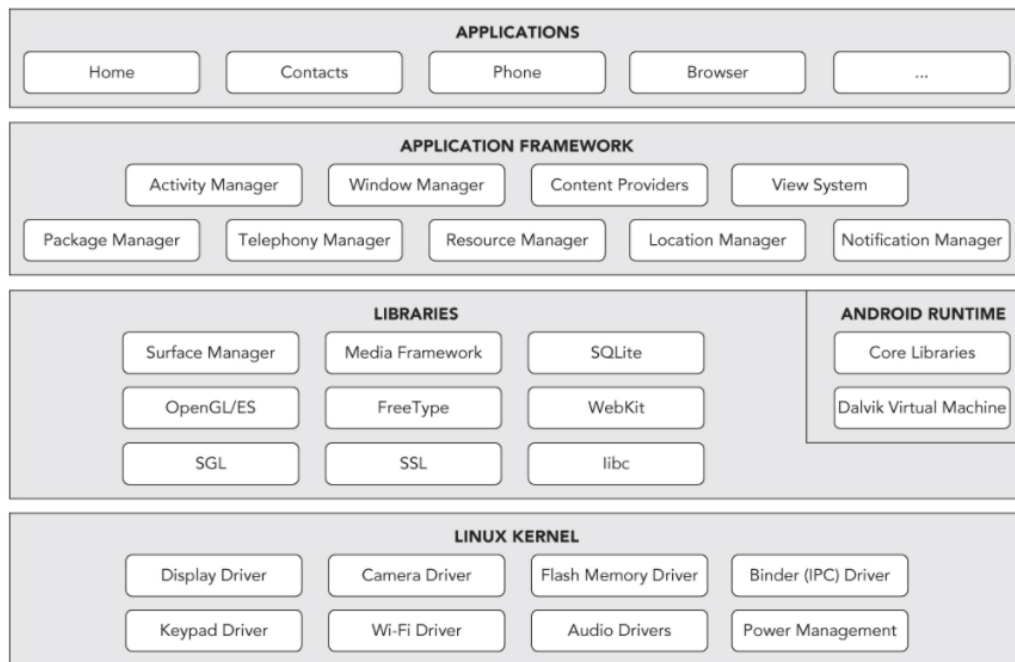 APPLICATIONS
Home Contacts Phone Browser ...
APPLICATION FRAMEWORK
Activity Manager Window Manager Content Providers View System
Package Manager Telephony Manager Resource Manager Location Manager Notification Manager
LIBRARIES
Surface Manager Media Framework SQLite
OpenGL/ES FreeType WebKit
SGL SSL libc
ANDROID RUNTIME
Core Libraries
Dalvik Virtual Machine
LINUX KERNEL
Display Driver Camera Driver Flash Memory Driver Binder (IPC) Driver
Keypad Driver Wi-Fi Driver Audio Drivers Power Management